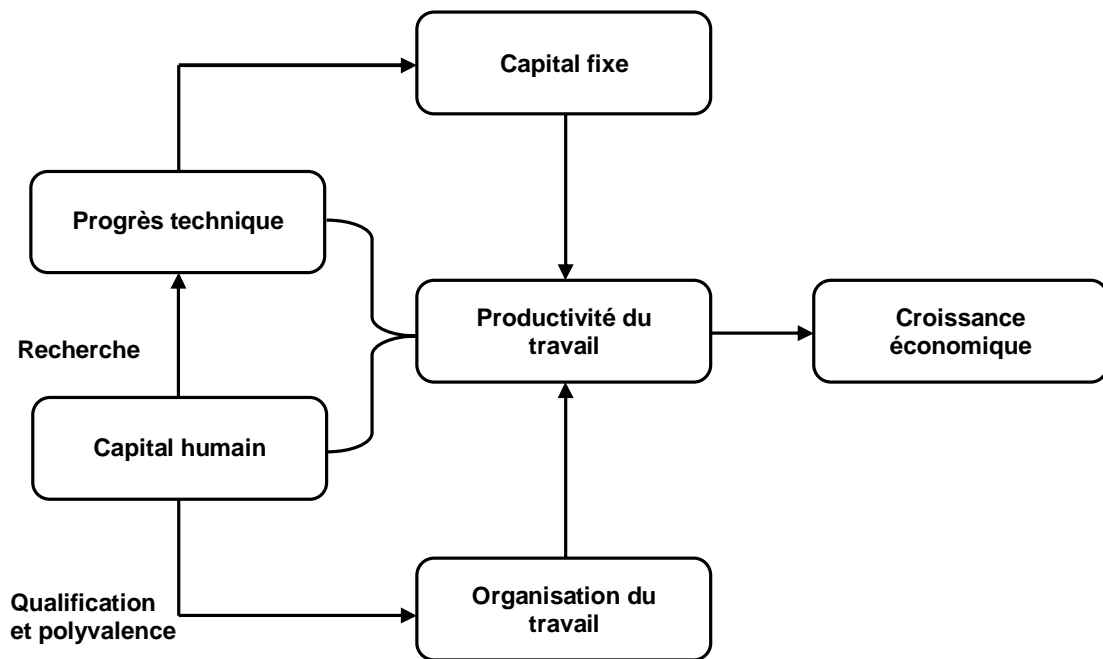 Capital fixe
Progrès technique
Productivité du
travail
Croissance
économique
Recherche
Capital humain
Qualification
et polyvalence
Organisation du
travail